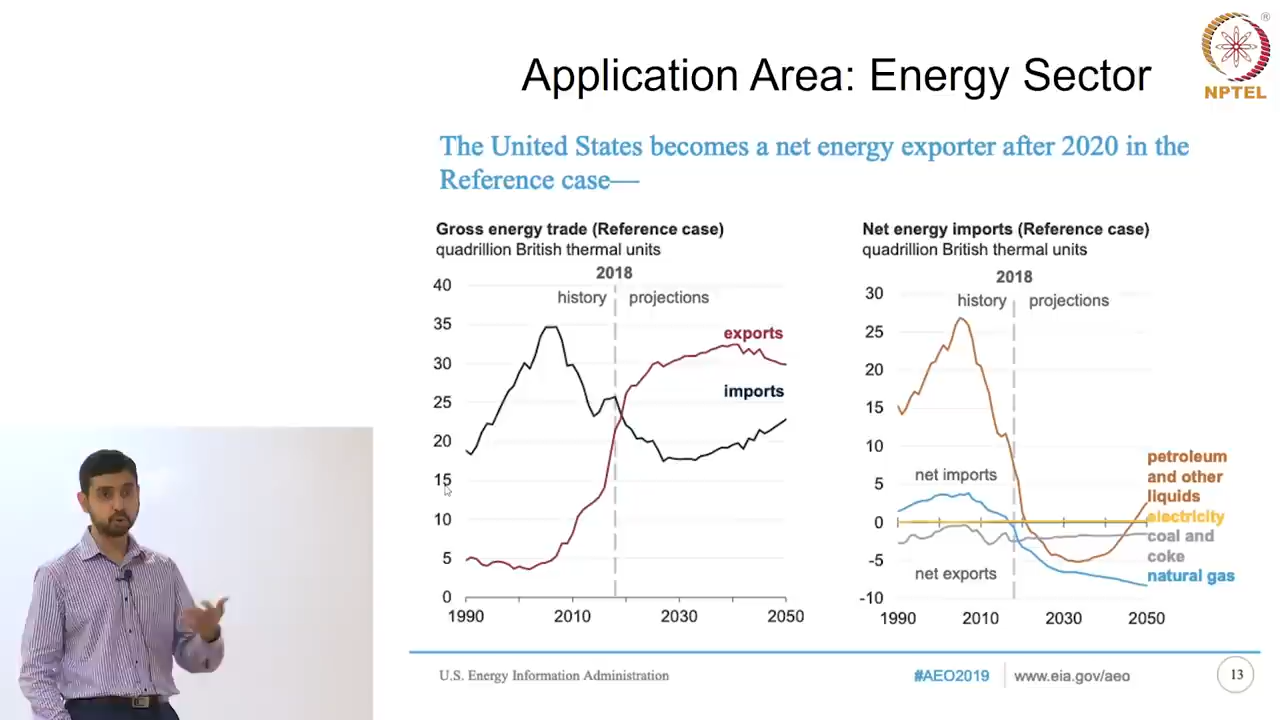 NPTEL
®
Application Area: Energy Sector
The United States becomes a net energy exporter after 2020 in the
Reference case—
Gross energy trade (Reference case)
quadrillion British thermal units
2018
history
projections
40
35
30
25
20
15
10
5
0
exports
imports
1990
2010
2030
2050
Net energy imports (Reference case)
quadrillion British thermal units
2018
history
projections
30
25
20
15
10
5
0
-5
-10
net imports
net exports
petroleum
and other
liquids
electricity
coal and
coke
natural gas
1990
2010
2030
2050
U.S. Energy Information Administration
#AEO2019
www.eia.gov/aeo
13